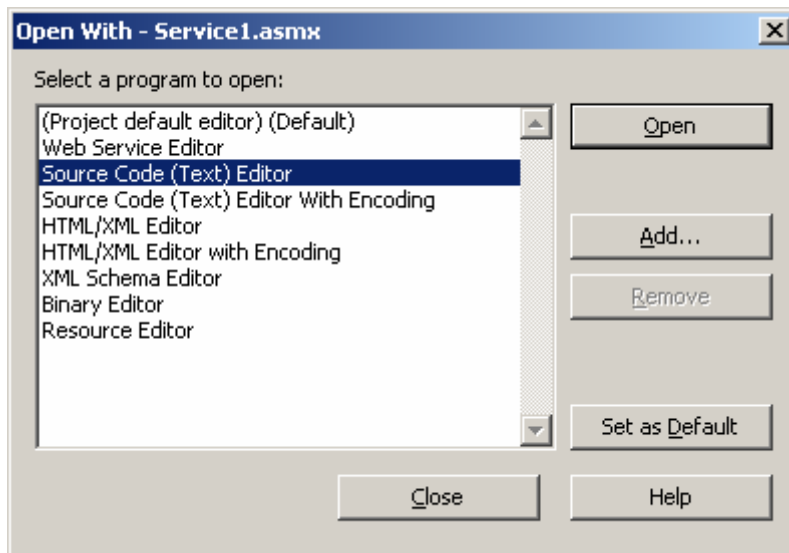 Open With - Service1.asmx
Select a program to open:
(Project default editor) (Default)
Web Service Editor
Source Code (Text) Editor
Source Code (Text) Editor With Encoding
HTML/XML Editor
HTML/XML Editor with Encoding
XML Schema Editor
Binary Editor
Resource Editor
Open
Add...
Remove
Set as Default
Close
Help